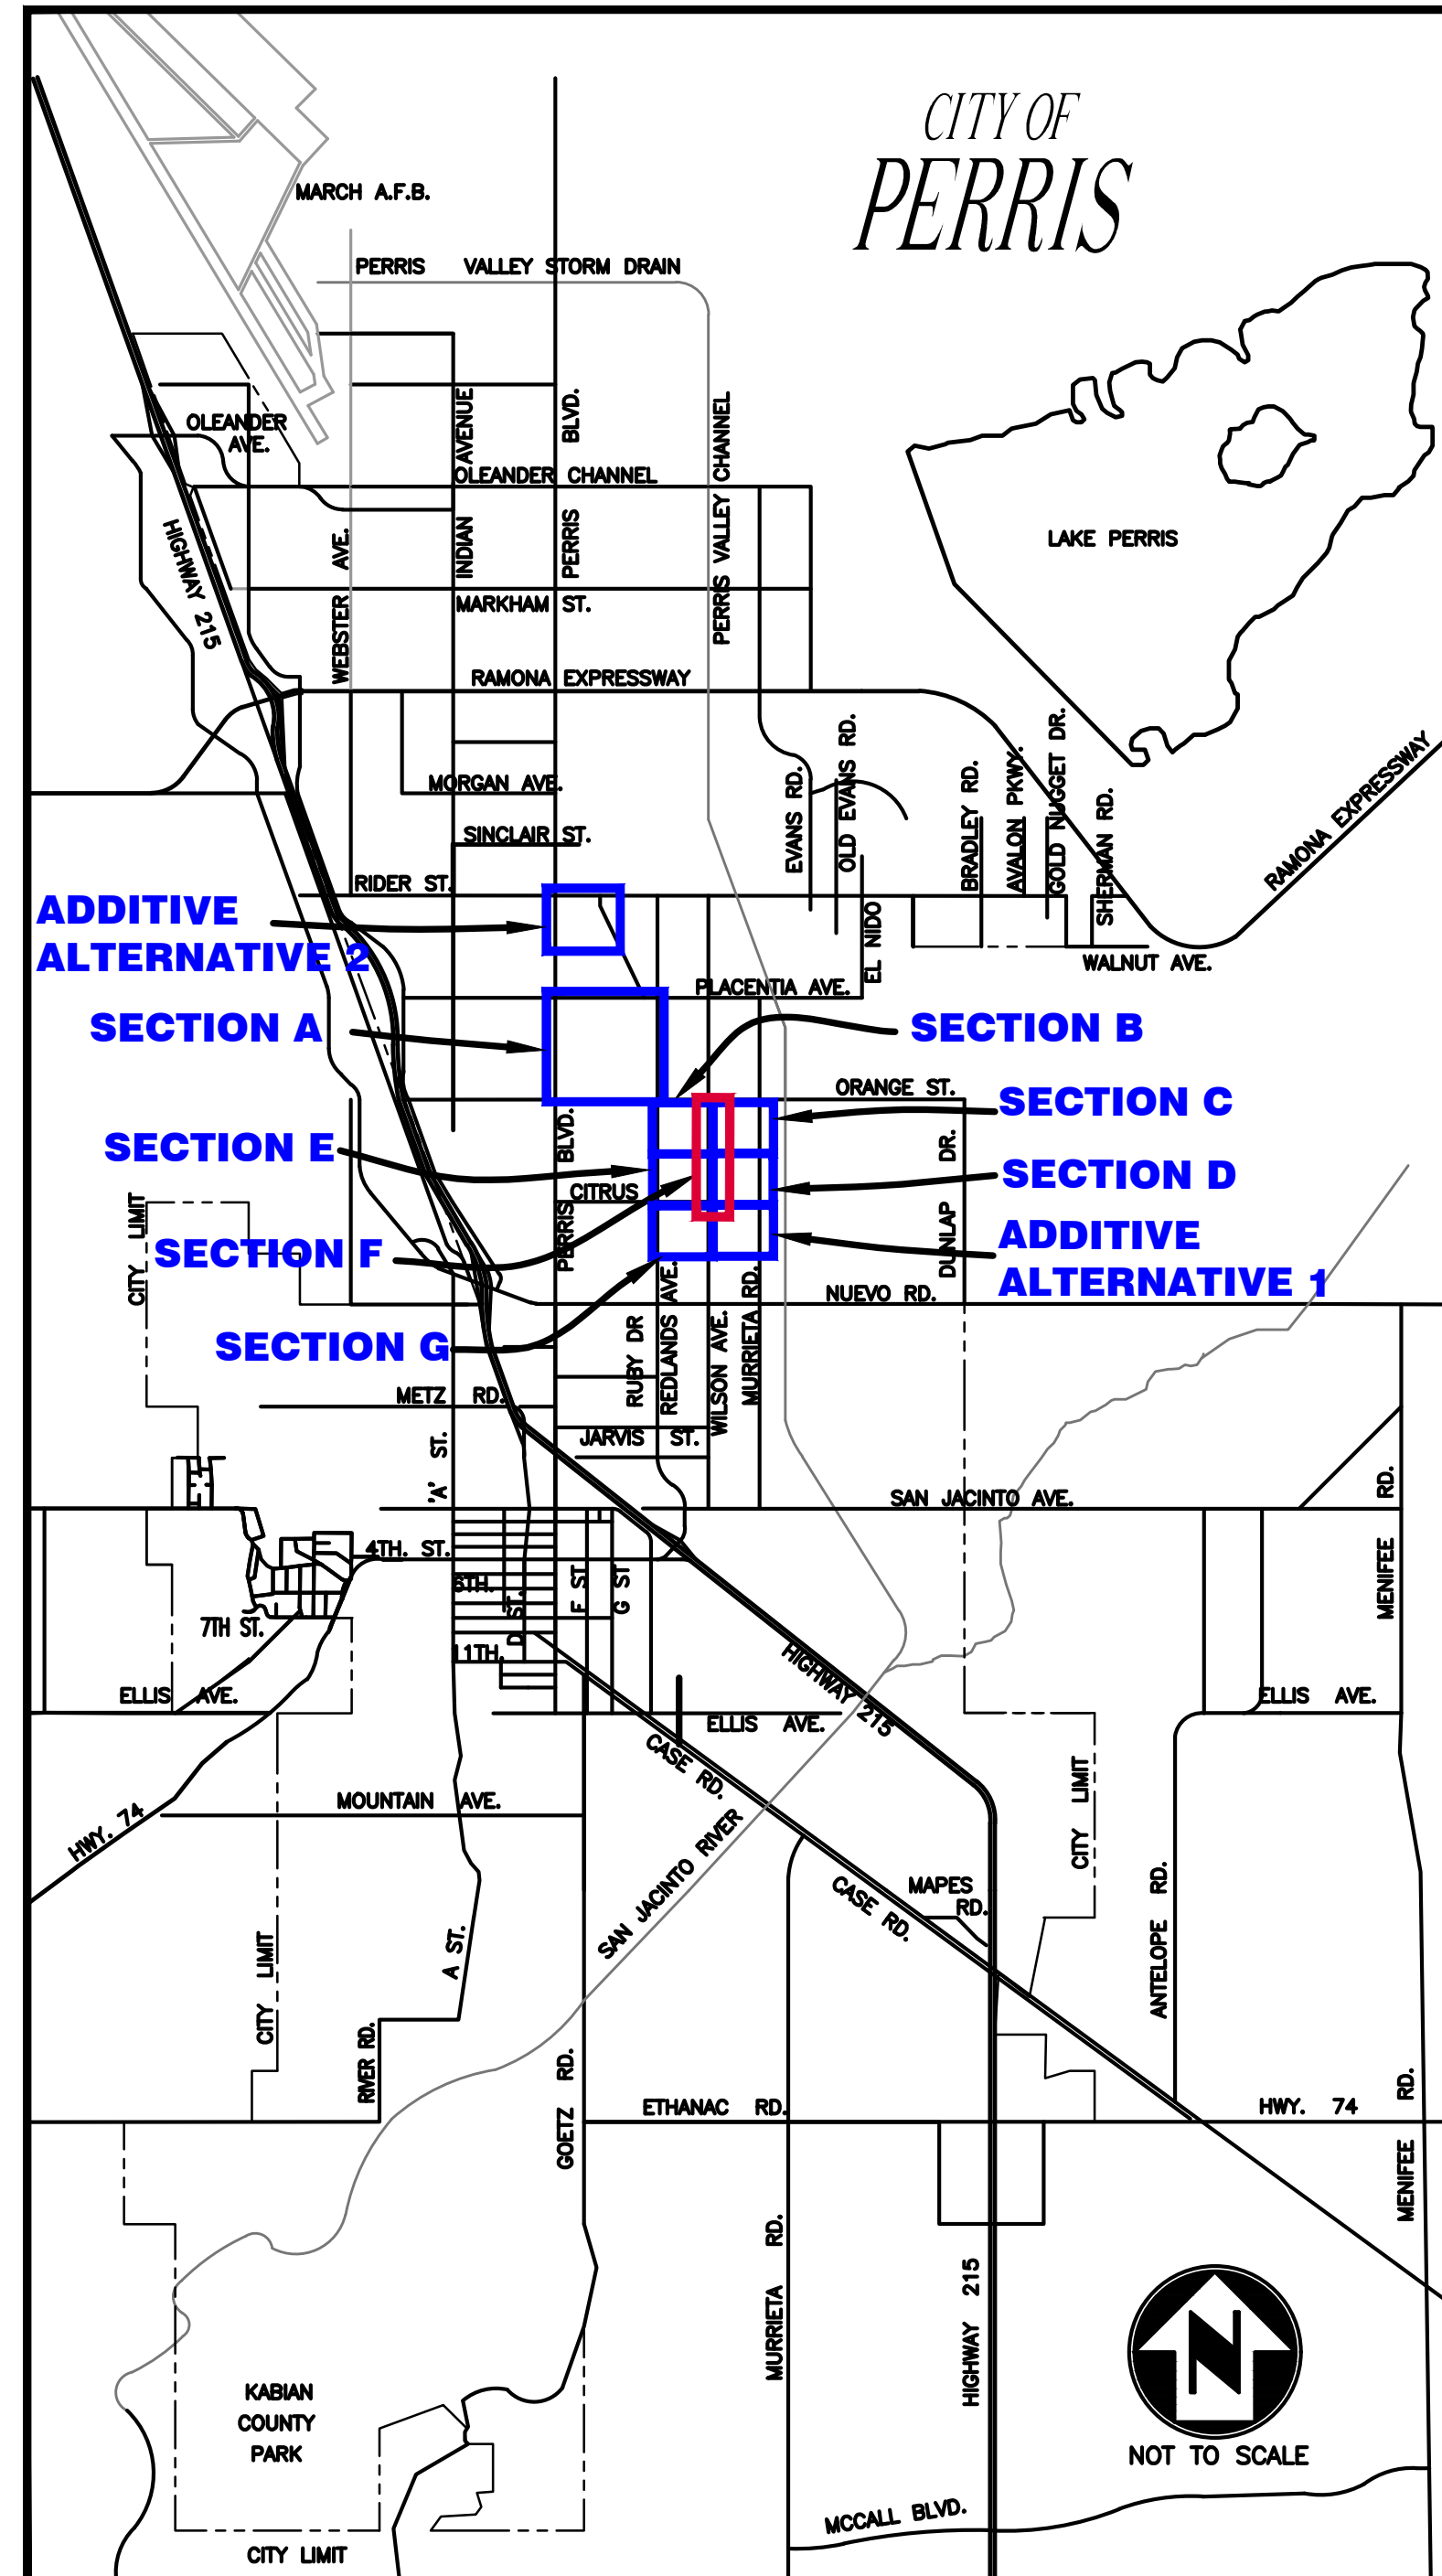 CITY OF
PERRIS
MARCH A.F.B.
PERRIS VALLEY STORM DRAIN
OLEANDER
AVE.
INDIAN AVENUE
PERRIS BLVD.
PERRIS VALLEY CHANNEL
OLEANDER CHANNEL
HIGHWAY 215
WEBSTER AVE.
LAKE PERRIS
MARKHAM ST.
RAMONA EXPRESSWAY
MORGAN AVE.
SINCLAIR ST.
EVANS RD.
OLD EVANS RD.
BRADLEY RD.
AVALON PKWY.
GOLD NUGGET DR.
SHERMAN RD.
RAMONA EXPRESSWAY
RIDER ST.
ADDITIVE
ALTERNATIVE 2
EL NIDO
WALNUT AVE.
PLACENTIA AVE.
SECTION A
SECTION B
ORANGE ST.
SECTION C
SECTION E
PERRIS BLVD.
CITRUS
DUNLAP DR.
SECTION D
CITY LIMIT
SECTION F
ADDITIVE
ALTERNATIVE 1
NUEVO RD.
SECTION G
RUBY DR
REDLANDS AVE.
WILSON AVE.
MURRIETA RD.
METZ RD.
JARVIS ST.
'A' ST.
SAN JACINTO AVE.
MENIFEE RD.
4TH. ST.
6TH.
D ST.
F ST
G ST
7TH ST.
11TH.
HIGHWAY 215
ELLIS AVE.
ELLIS AVE.
ELLIS AVE.
CASE RD.
CITY LIMIT
MOUNTAIN AVE.
HWY. 74
SAN JACINTO RIVER
CASE RD.
MAPES
RD.
ANTELOPE RD.
CITY LIMIT
A ST.
RIVER RD.
GOETZ RD.
ETHANAC RD.
HWY. 74
MENIFEE RD.
MURRIETA RD.
HIGHWAY 215
N
KABIAN
COUNTY
PARK
NOT TO SCALE
MCCALL BLVD.
CITY LIMIT